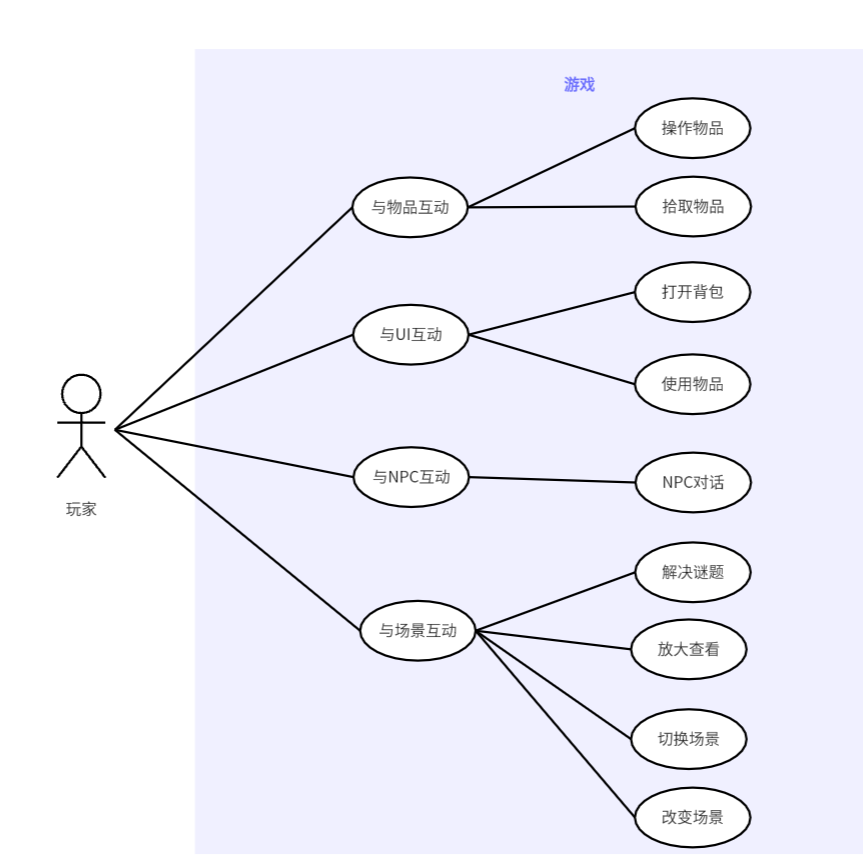 游戏
操作物品
与物品互动
拾取物品
打开背包
与UI互动
使用物品
与NPC互动
NPC对话
玩家
解决谜题
与场景互动
放大查看
切换场景
改变场景